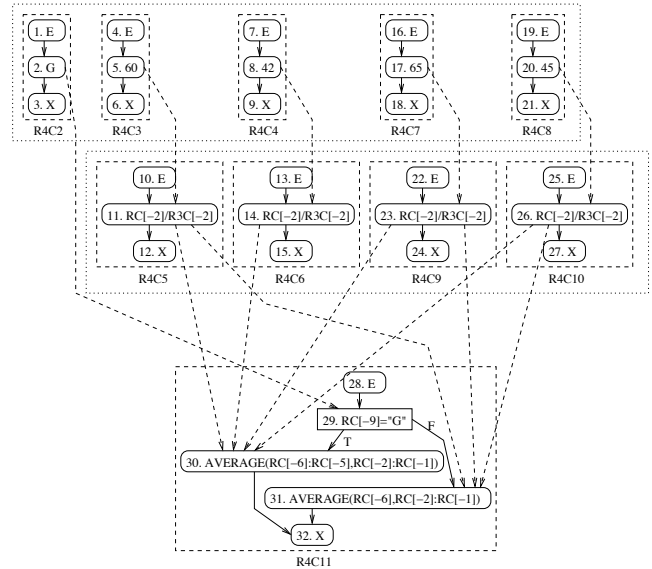 1. E
4. E
7. E
16. E
19. E
2. G
5. 60
8. 42
17. 65
20. 45
3. X
6. X
9. X
18. X
21. X
R4C2
R4C3
R4C4
R4C7
R4C8
10. E
13. E
22. E
25. E
11. RC[−2]/R3C[−2]
14. RC[−2]/R3C[−2]
23. RC[−2]/R3C[−2]
26. RC[−2]/R3C[−2]
12. X
15. X
24. X
27. X
R4C5
R4C6
R4C9
R4C10
28. E
29. RC[−9]="G"
F
T
30. AVERAGE(RC[−6]:RC[−5],RC[−2]:RC[−1])
31. AVERAGE(RC[−6],RC[−2]:RC[−1])
32. X
R4C11